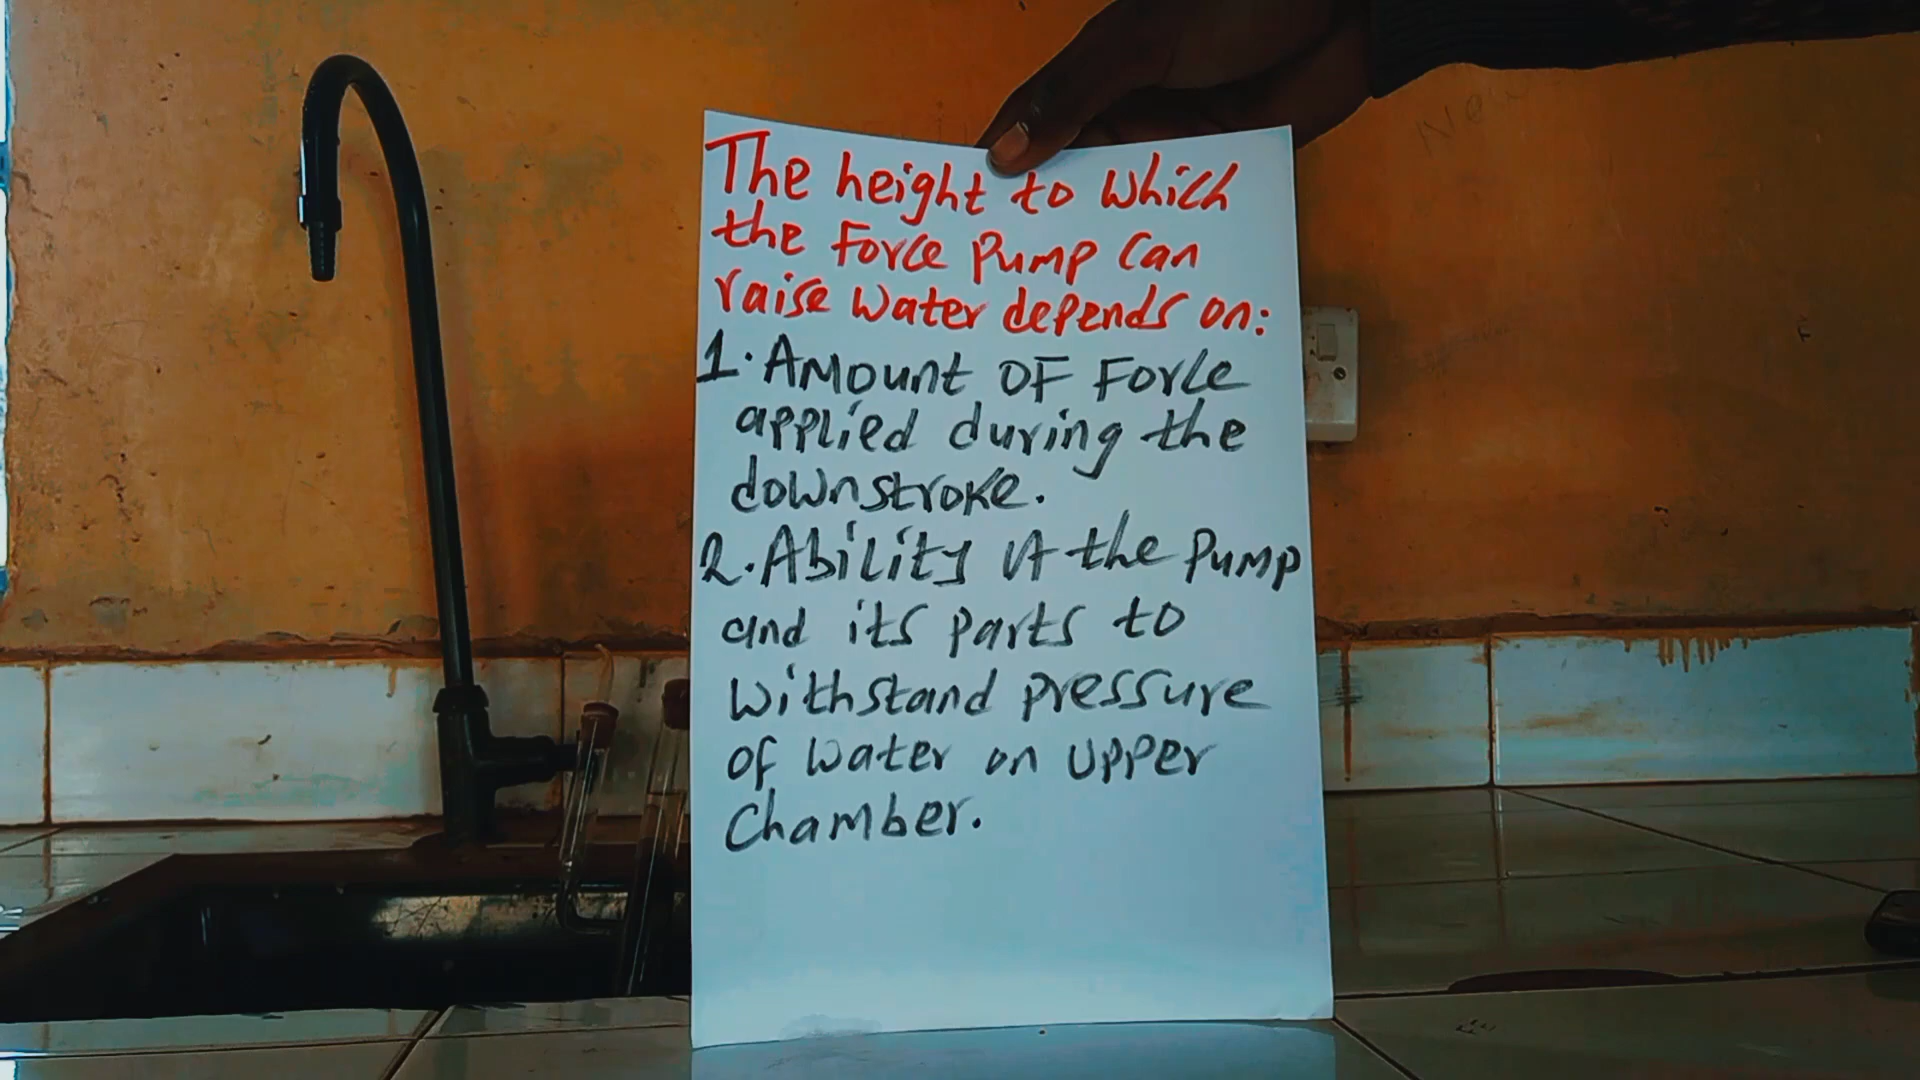 The height to which
the Force Pump Can
raise Water depends on:
1. Amount OF Force
applied during the
downstroke.
2. Ability of the Pump
and its parts to
Withstand pressure
of Water on Upper
Chamber.